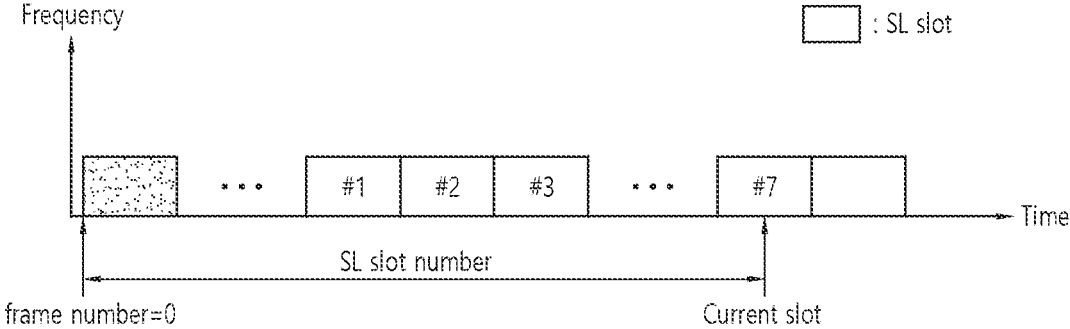 Frequency
: SL slot
... #1 #2 #3 ... #7
Time
SL slot number
frame number=0 Current slot